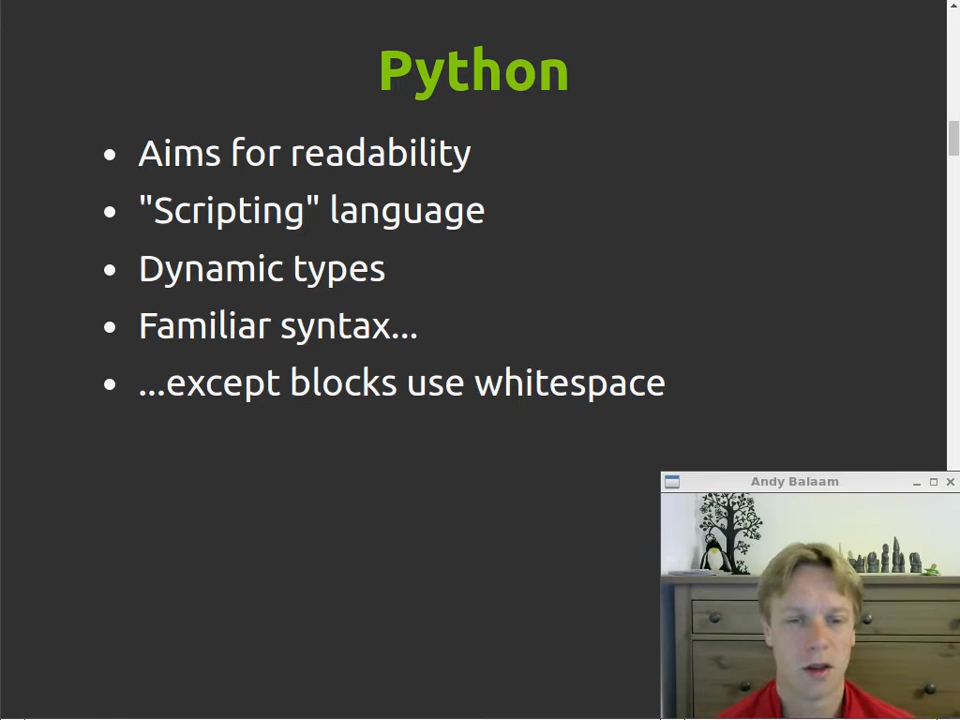 Python
• Aims for readability
• "Scripting" language
• Dynamic types
• Familiar syntax...
• ...except blocks use whitespace
Andy Balaam